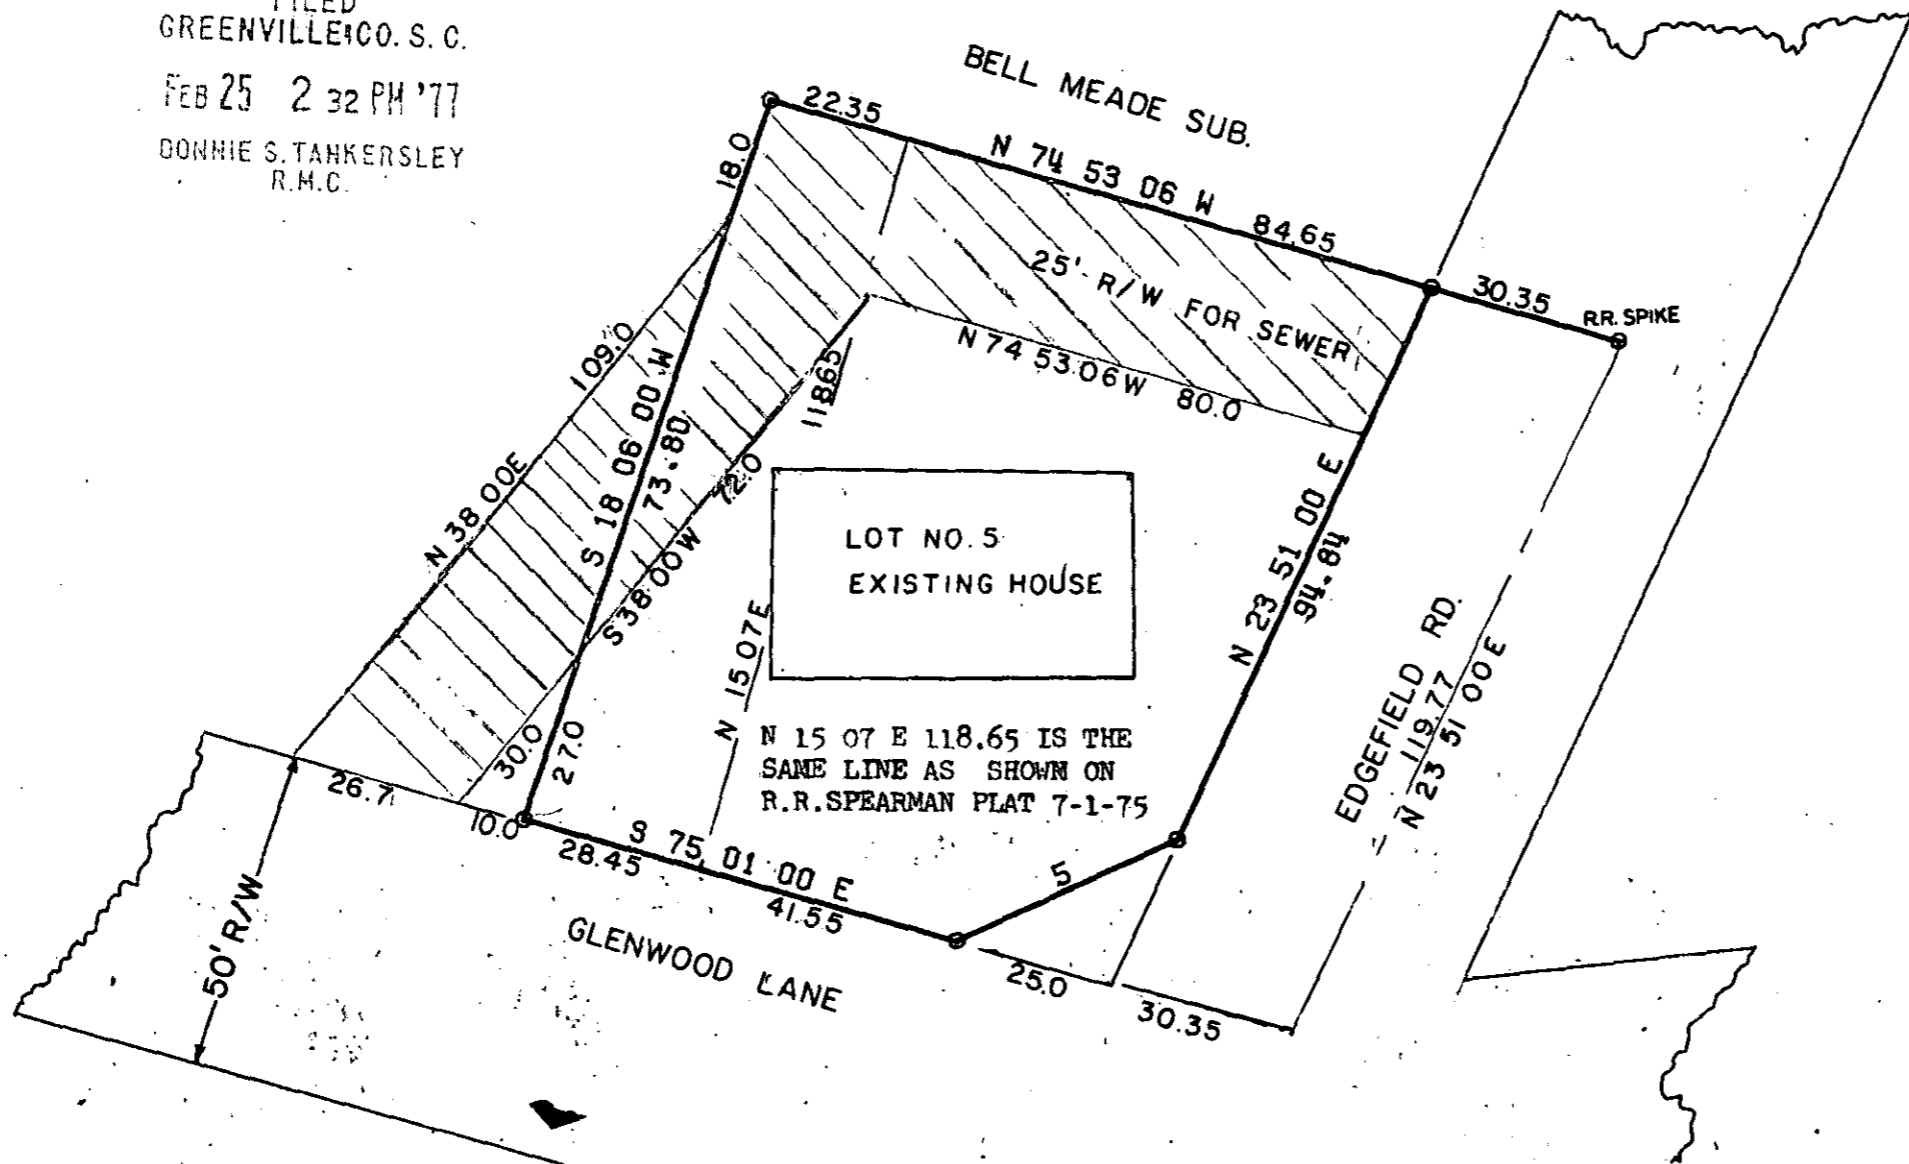 FILED
GREENVILLE CO. S. C.
FEB 25 2 32 PM '77
DONNIE S. TANKERSLEY
R.M.C.
BELL MEADE SUB.
22.35
N 74 53 06 W 84.65
30.35
R.R. SPIKE
18.0
25' R/W FOR SEWER
N 74 53.06 W 80.0
109.0
N 38 00E
S 18 06 00 W
73.80
118.65
72.0
S 38 00 W
LOT NO. 5
EXISTING HOUSE
N 23 51 00 E
94.84
N 15 07 E
EDGEFIELD RD.
119.77
N 23 51 00 E
N 15 07 E 118.65 IS THE
SAME LINE AS SHOWN ON
R.R.SPEARMAN PLAT 7-1-75
30.0
27.0
26.7
10.0
S 75 01 00 E
28.45
41.55
5
50' R/W
GLENWOOD LANE
25.0
30.35